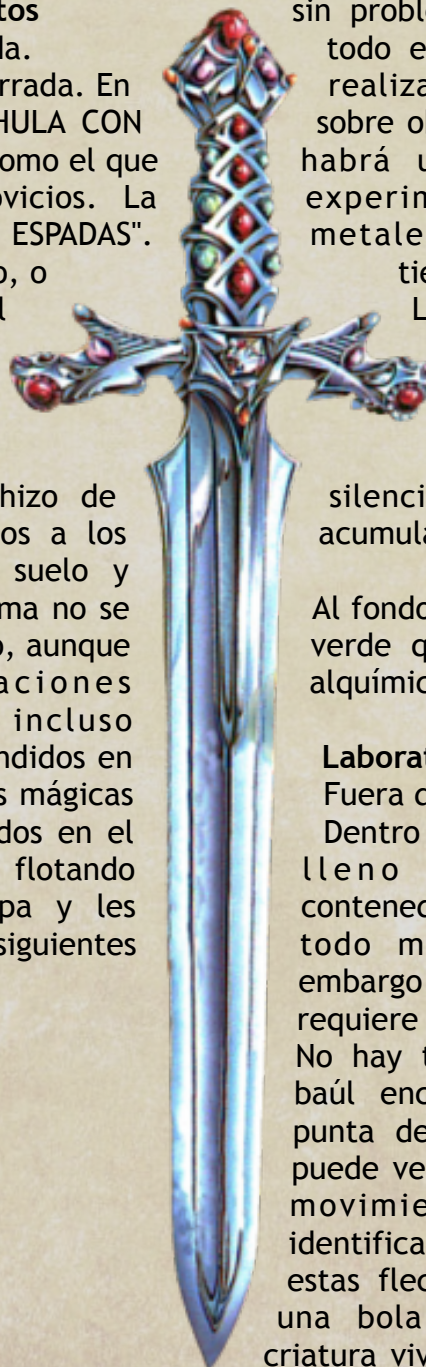 tos
da.
rrada. En
HULA CON
omo el que
ovicios. La
ESPADAS".
o, o
l
hizo de
os a los
suelo y
ma no se
o, aunque
aciones
incluso
ndidos en
s mágicas
dos en el
flotando
pa y les
siguientes
sin proble
todo e
realiza
sobre ob
habrá u
experim
metale
tie
L
silenci
acumula
Al fondo
verde q
alquímic
Laborat
Fuera d
Dentro
lleno
contened
todo m
embargo
requiere
No hay t
baúl enc
punta de
puede ve
movimie
identifica
estas flec
una bola
criatura viv